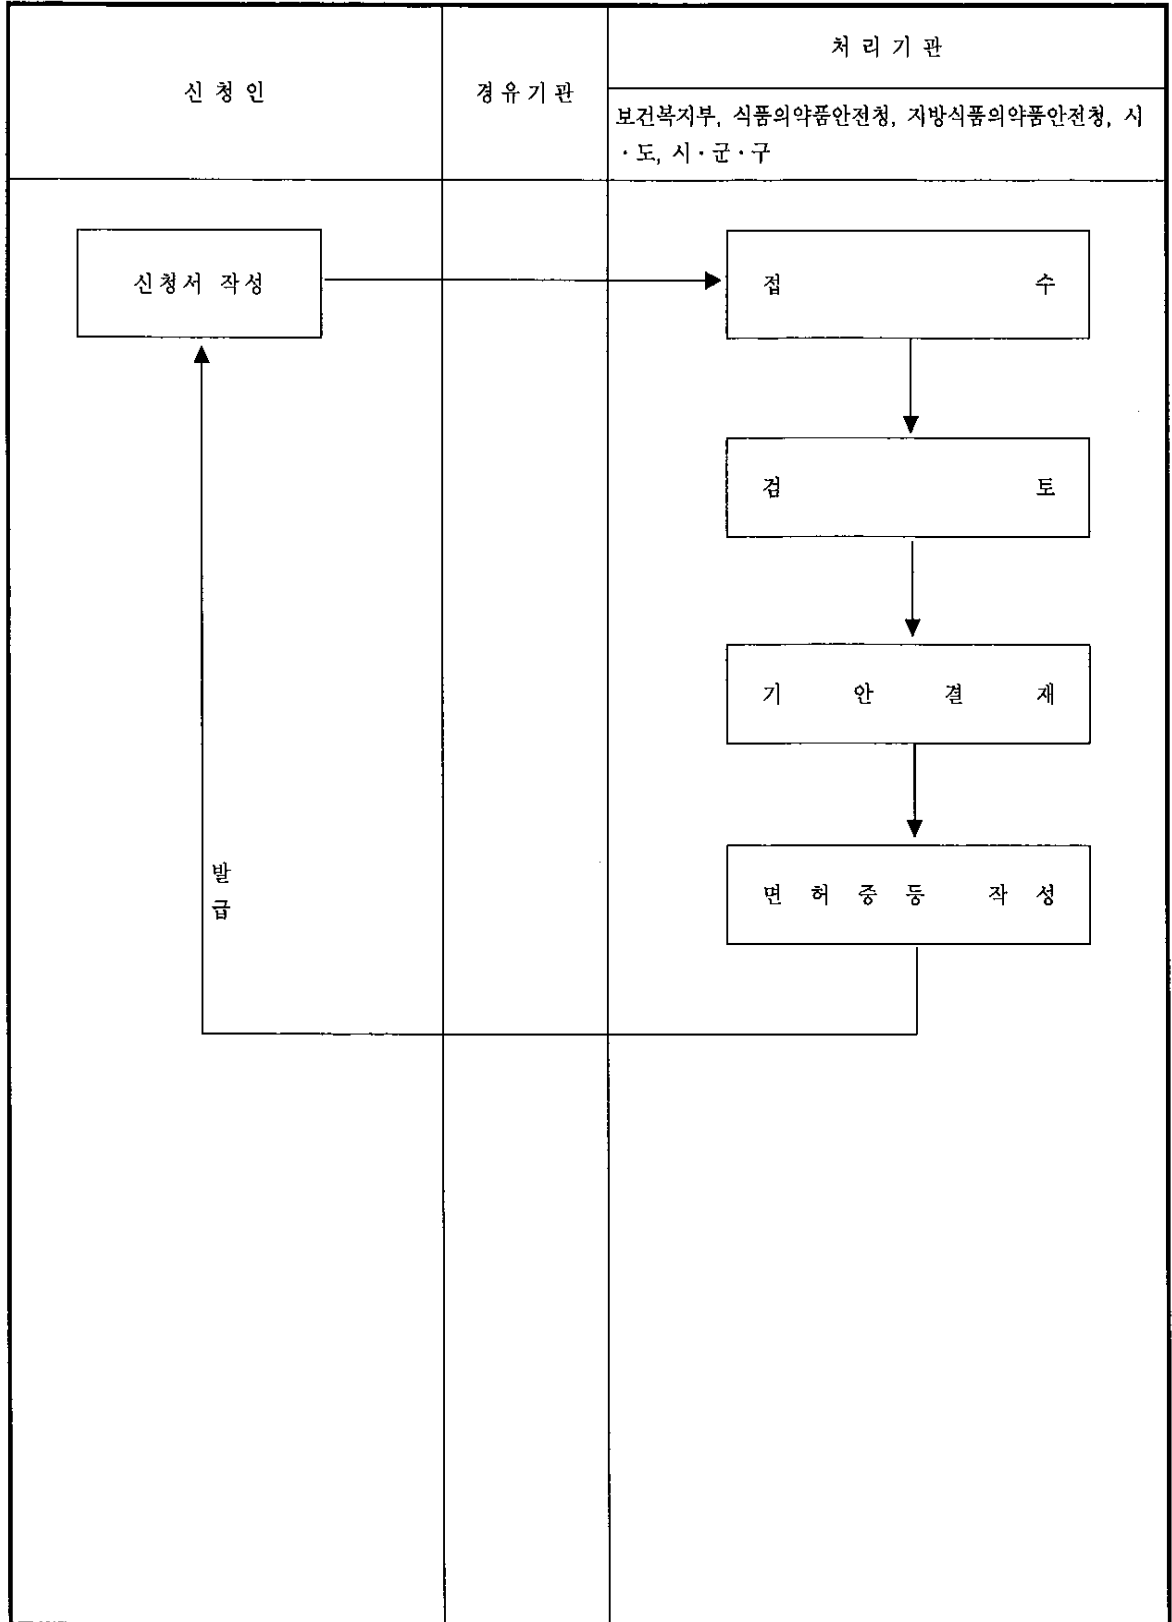 신 청 인
경 유 기 관
처 리 기 관
보건복지부, 식품의약품안전청, 지방식품의약품안전청, 시
· 도, 시 · 군 · 구
신청서 작성
접 수
검 토
기 안 결 재
면 허 증 등 작 성
발
급